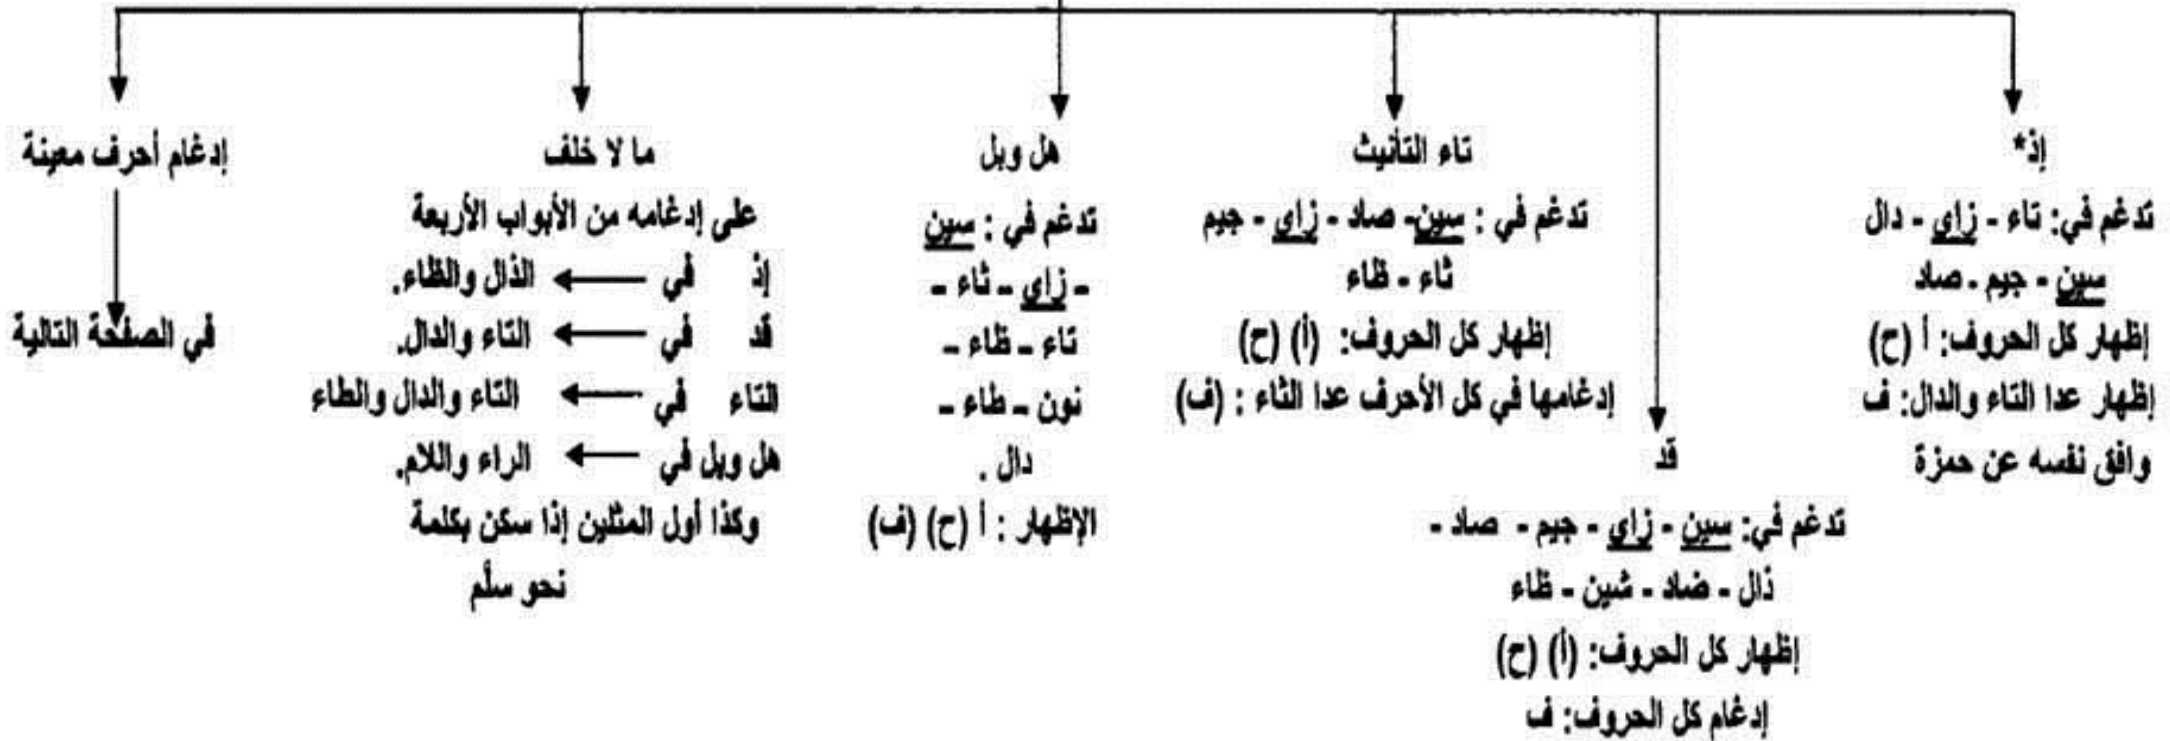 إذ*
تدغم في: تاء - زاي - دال
سين - جيم - صاد
إظهار كل الحروف: أ (ح)
إظهار عدا التاء والدال: ف
وافق نفسه عن حمزة
قد
تدغم في: سين - زاي - جيم - صاد -
ذال - ضاد - شين - ظاء
إظهار كل الحروف: (أ) (ح)
إدغام كل الحروف: ف
تاء التأنيث
تدغم في : سين- صاد - زاي - جيم
ثاء - ظاء
إظهار كل الحروف: (أ) (ح)
إدغامها في كل الأحرف عدا الثاء : (ف)
هل وبل
تدغم في : سين
- زاي - ثاء -
تاء - ظاء -
نون - طاء -
دال .
الإظهار : أ (ح) (ف)
ما لا خلف
على إدغامه من الأبواب الأربعة
إذ في ← الذال والظاء.
قد في ← التاء والدال.
التاء في ← التاء والدال والطاء
هل وبل في ← الراء واللام.
وكذا أول المثلين إذا سكن بكلمة
نحو سلّم
إدغام أحرف معينة
في الصفحة التالية